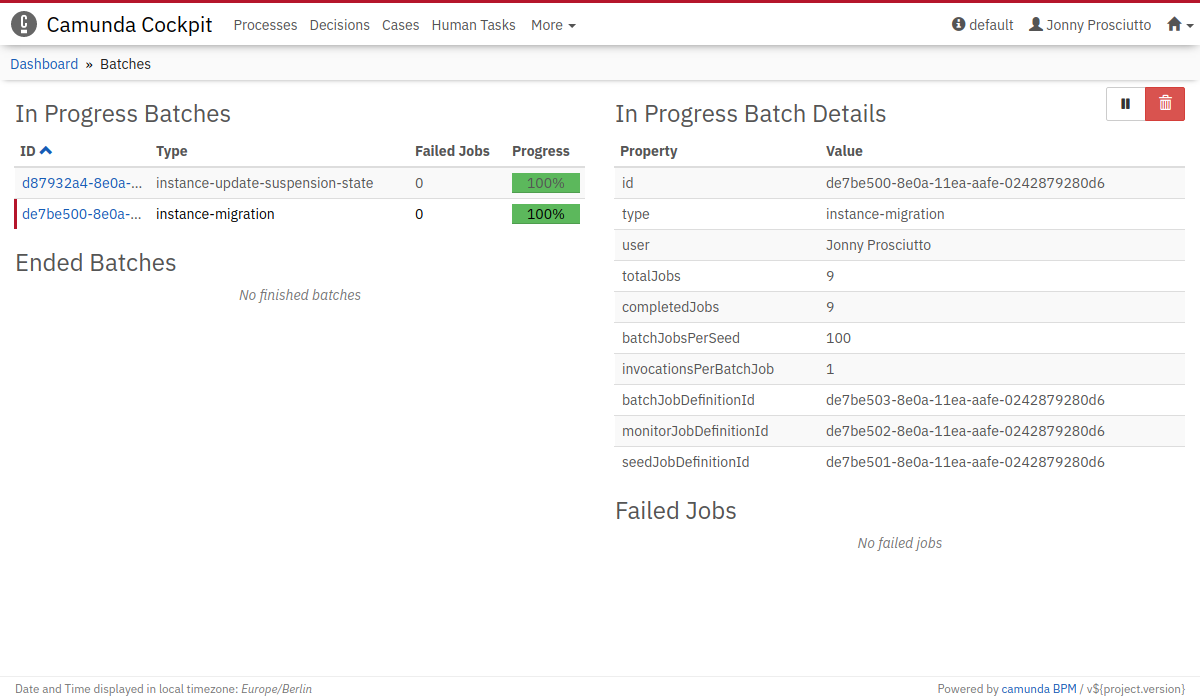 Camunda Cockpit Processes Decisions Cases Human Tasks More default Jonny Prosciutto
Dashboard » Batches
In Progress Batches
ID Type Failed Jobs Progress
d87932a4-8e0a-... instance-update-suspension-state 0 100%
de7be500-8e0a-... instance-migration 0 100%
Ended Batches
No finished batches
In Progress Batch Details
Property Value
id de7be500-8e0a-11ea-aafe-0242879280d6
type instance-migration
user Jonny Prosciutto
totalJobs 9
completedJobs 9
batchJobsPerSeed 100
invocationsPerBatchJob 1
batchJobDefinitionId de7be503-8e0a-11ea-aafe-0242879280d6
monitorJobDefinitionId de7be502-8e0a-11ea-aafe-0242879280d6
seedJobDefinitionId de7be501-8e0a-11ea-aafe-0242879280d6
Failed Jobs
No failed jobs
Date and Time displayed in local timezone: Europe/Berlin Powered by camunda BPM / v${project.version}